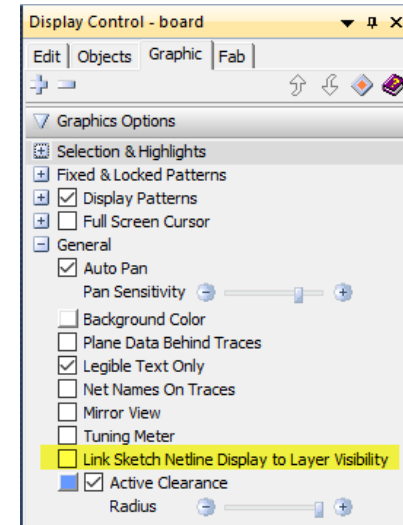 Display Control - board
Edit Objects Graphic Fab
Graphics Options
Selection & Highlights
Fixed & Locked Patterns
Display Patterns
Full Screen Cursor
General
Auto Pan
Pan Sensitivity
Background Color
Plane Data Behind Traces
Legible Text Only
Net Names On Traces
Mirror View
Tuning Meter
Link Sketch Netline Display to Layer Visibility
Active Clearance
Radius